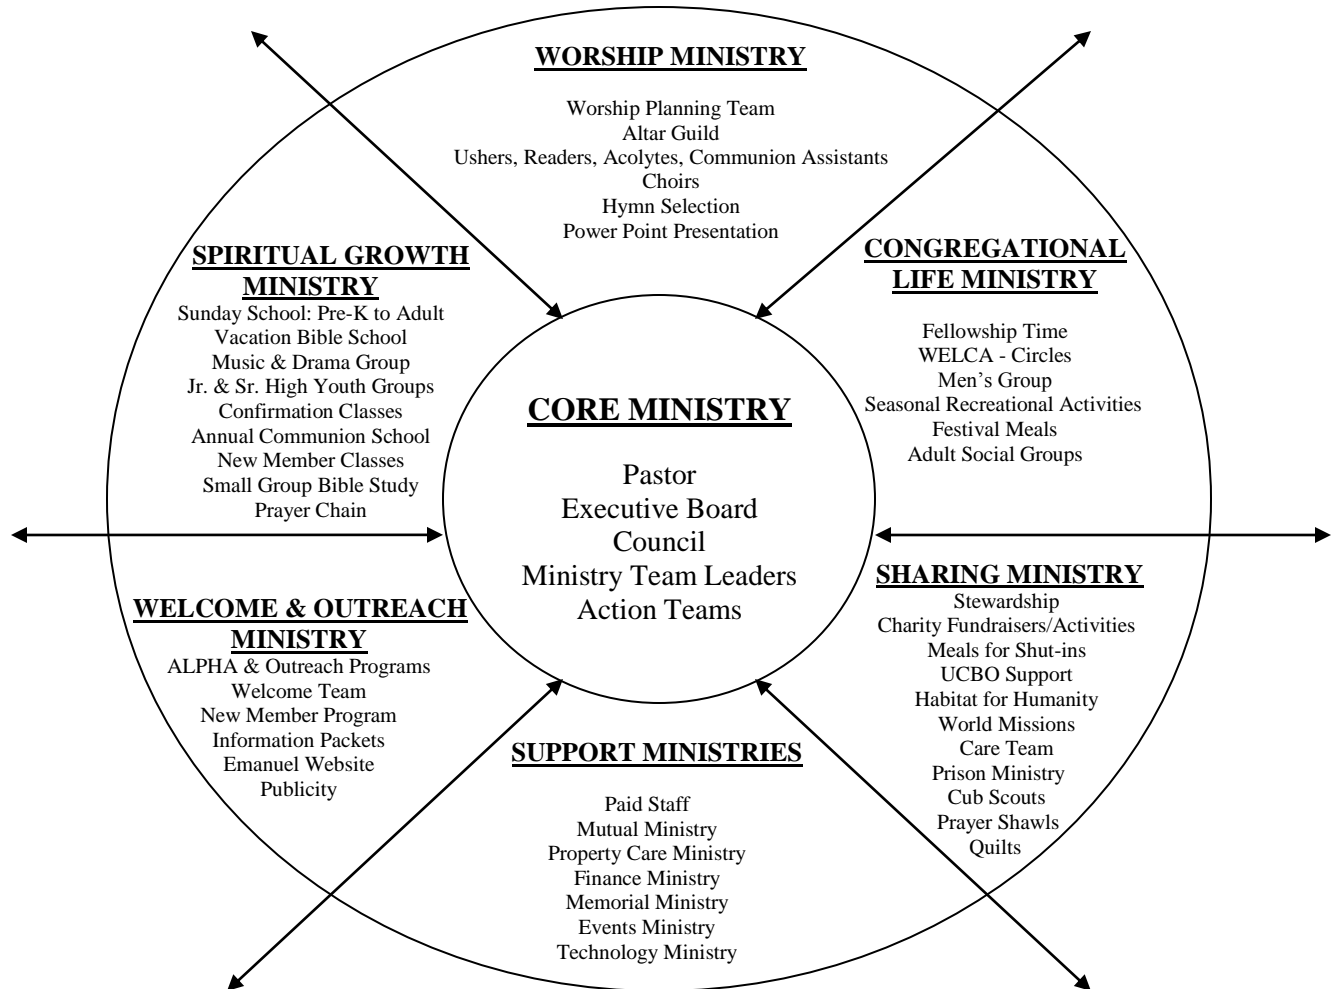 WORSHIP MINISTRY
Worship Planning Team
Altar Guild
Ushers, Readers, Acolytes, Communion Assistants
Choirs
Hymn Selection
Power Point Presentation
SPIRITUAL GROWTH
MINISTRY
Sunday School: Pre-K to Adult
Vacation Bible School
Music & Drama Group
Jr. & Sr. High Youth Groups
Confirmation Classes
Annual Communion School
New Member Classes
Small Group Bible Study
Prayer Chain
CONGREGATIONAL
LIFE MINISTRY
Fellowship Time
WELCA - Circles
Men’s Group
Seasonal Recreational Activities
Festival Meals
Adult Social Groups
CORE MINISTRY
Pastor
Executive Board
Council
Ministry Team Leaders
Action Teams
WELCOME & OUTREACH
MINISTRY
ALPHA & Outreach Programs
Welcome Team
New Member Program
Information Packets
Emanuel Website
Publicity
SHARING MINISTRY
Stewardship
Charity Fundraisers/Activities
Meals for Shut-ins
UCBO Support
Habitat for Humanity
World Missions
Care Team
Prison Ministry
Cub Scouts
Prayer Shawls
Quilts
SUPPORT MINISTRIES
Paid Staff
Mutual Ministry
Property Care Ministry
Finance Ministry
Memorial Ministry
Events Ministry
Technology Ministry